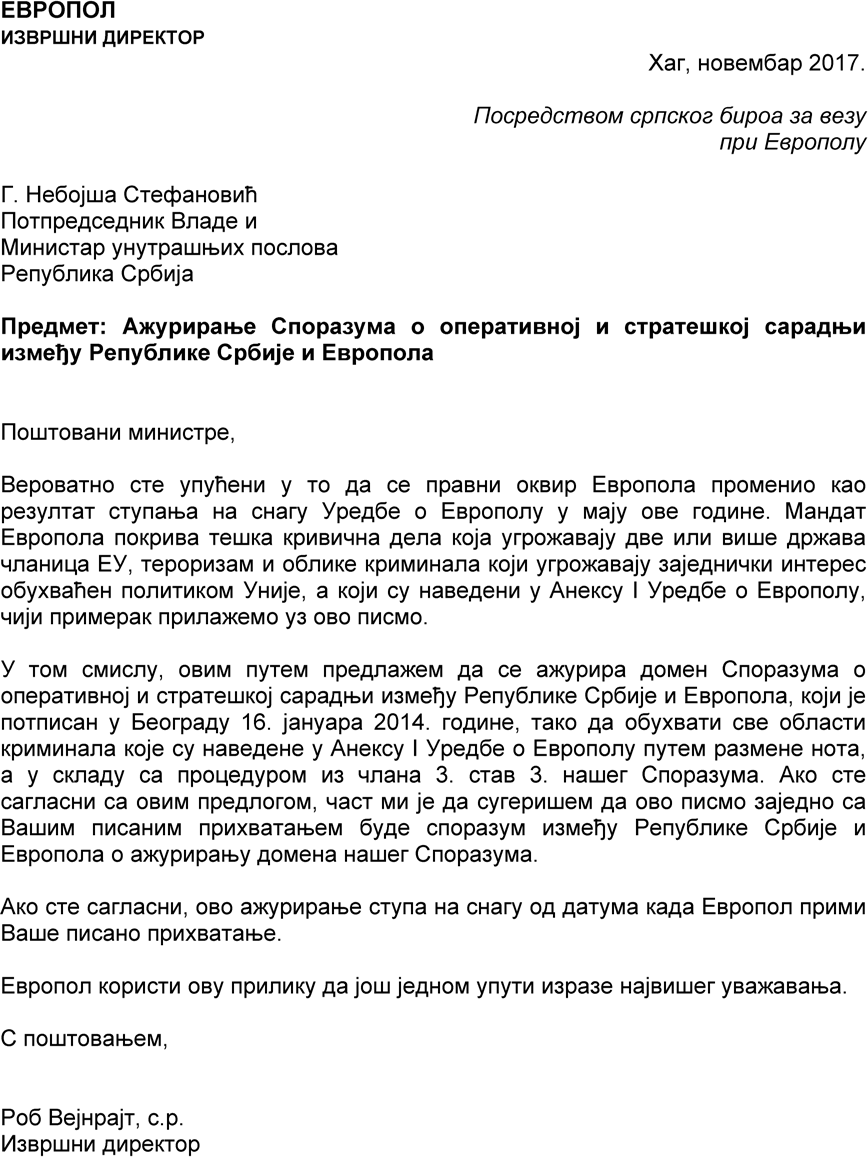 ЕВРОПОЛ
ИЗВРШНИ ДИРЕКТОР
Хаг, новембар 2017.
Посредством српског бироа за везу
при Европолу
Г. Небојша Стефановић
Потпредседник Владе и
Министар унутрашњих послова
Република Србија
Предмет: Ажурирање Споразума о оперативној и стратешкој сарадњи
између Републике Србије и Европола
Поштовани министре,
Вероватно сте упућени у то да се правни оквир Европола променио као
резултат ступања на снагу Уредбе о Европолу у мају ове године. Мандат
Европола покрива тешка кривична дела која угрожавају две или више држава
чланица ЕУ, тероризам и облике криминала који угрожавају заједнички интерес
обухваћен политиком Уније, а који су наведени у Анексу I Уредбе о Европолу,
чији примерак прилажемо уз ово писмо.
У том смислу, овим путем предлажем да се ажурира домен Споразума о
оперативној и стратешкој сарадњи између Републике Србије и Европола, који је
потписан у Београду 16. јануара 2014. године, тако да обухвати све области
криминала које су наведене у Анексу I Уредбе о Европолу путем размене нота,
а у складу са процедуром из члана 3. став 3. нашег Споразума. Ако сте
сагласни са овим предлогом, част ми је да сугеришем да ово писмо заједно са
Вашим писаним прихватањем буде споразум између Републике Србије и
Европола о ажурирању домена нашег Споразума.
Ако сте сагласни, ово ажурирање ступа на снагу од датума када Европол прими
Ваше писано прихватање.
Европол користи ову прилику да још једном упути изразе највишег уважавања.
С поштовањем,
Роб Вејнрајт, с.р.
Извршни директор